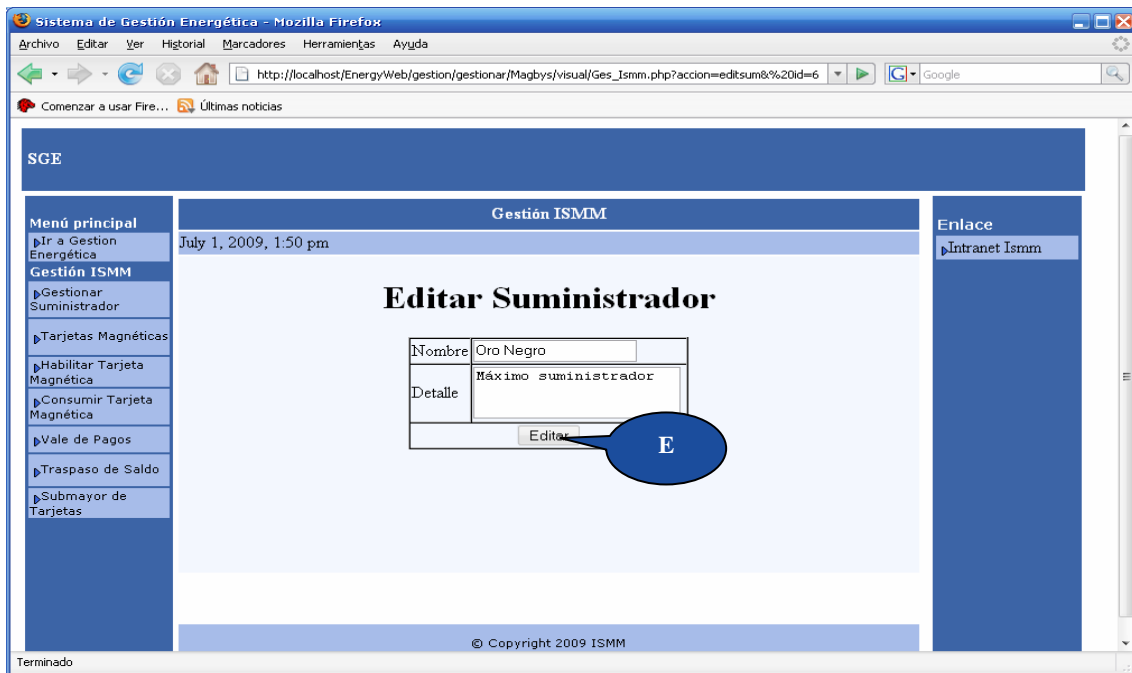 Sistema de Gestión Energética - Mozilla Firefox
Archivo Editar Ver Historial Marcadores Herramientas Ayuda
http://localhost/EnergyWeb/gestion/gestionar/Magbys/visual/Ges_Ismm.php?accion=editsum&%20id=6
G Google
Comenzar a usar Fire... Últimas noticias
SGE
Menú principal
Ir a Gestion
Energética
Gestión ISMM
Gestionar
Suministrador
Tarjetas Magnéticas
Habilitar Tarjeta
Magnética
Consumir Tarjeta
Magnética
Vale de Pagos
Traspaso de Saldo
Submayor de
Tarjetas
Gestión ISMM
July 1, 2009, 1:50 pm
Editar Suministrador
Nombre Oro Negro
Detalle Máximo suministrador
Editar
E
Enlace
Intranet Ismm
© Copyright 2009 ISMM
Terminado